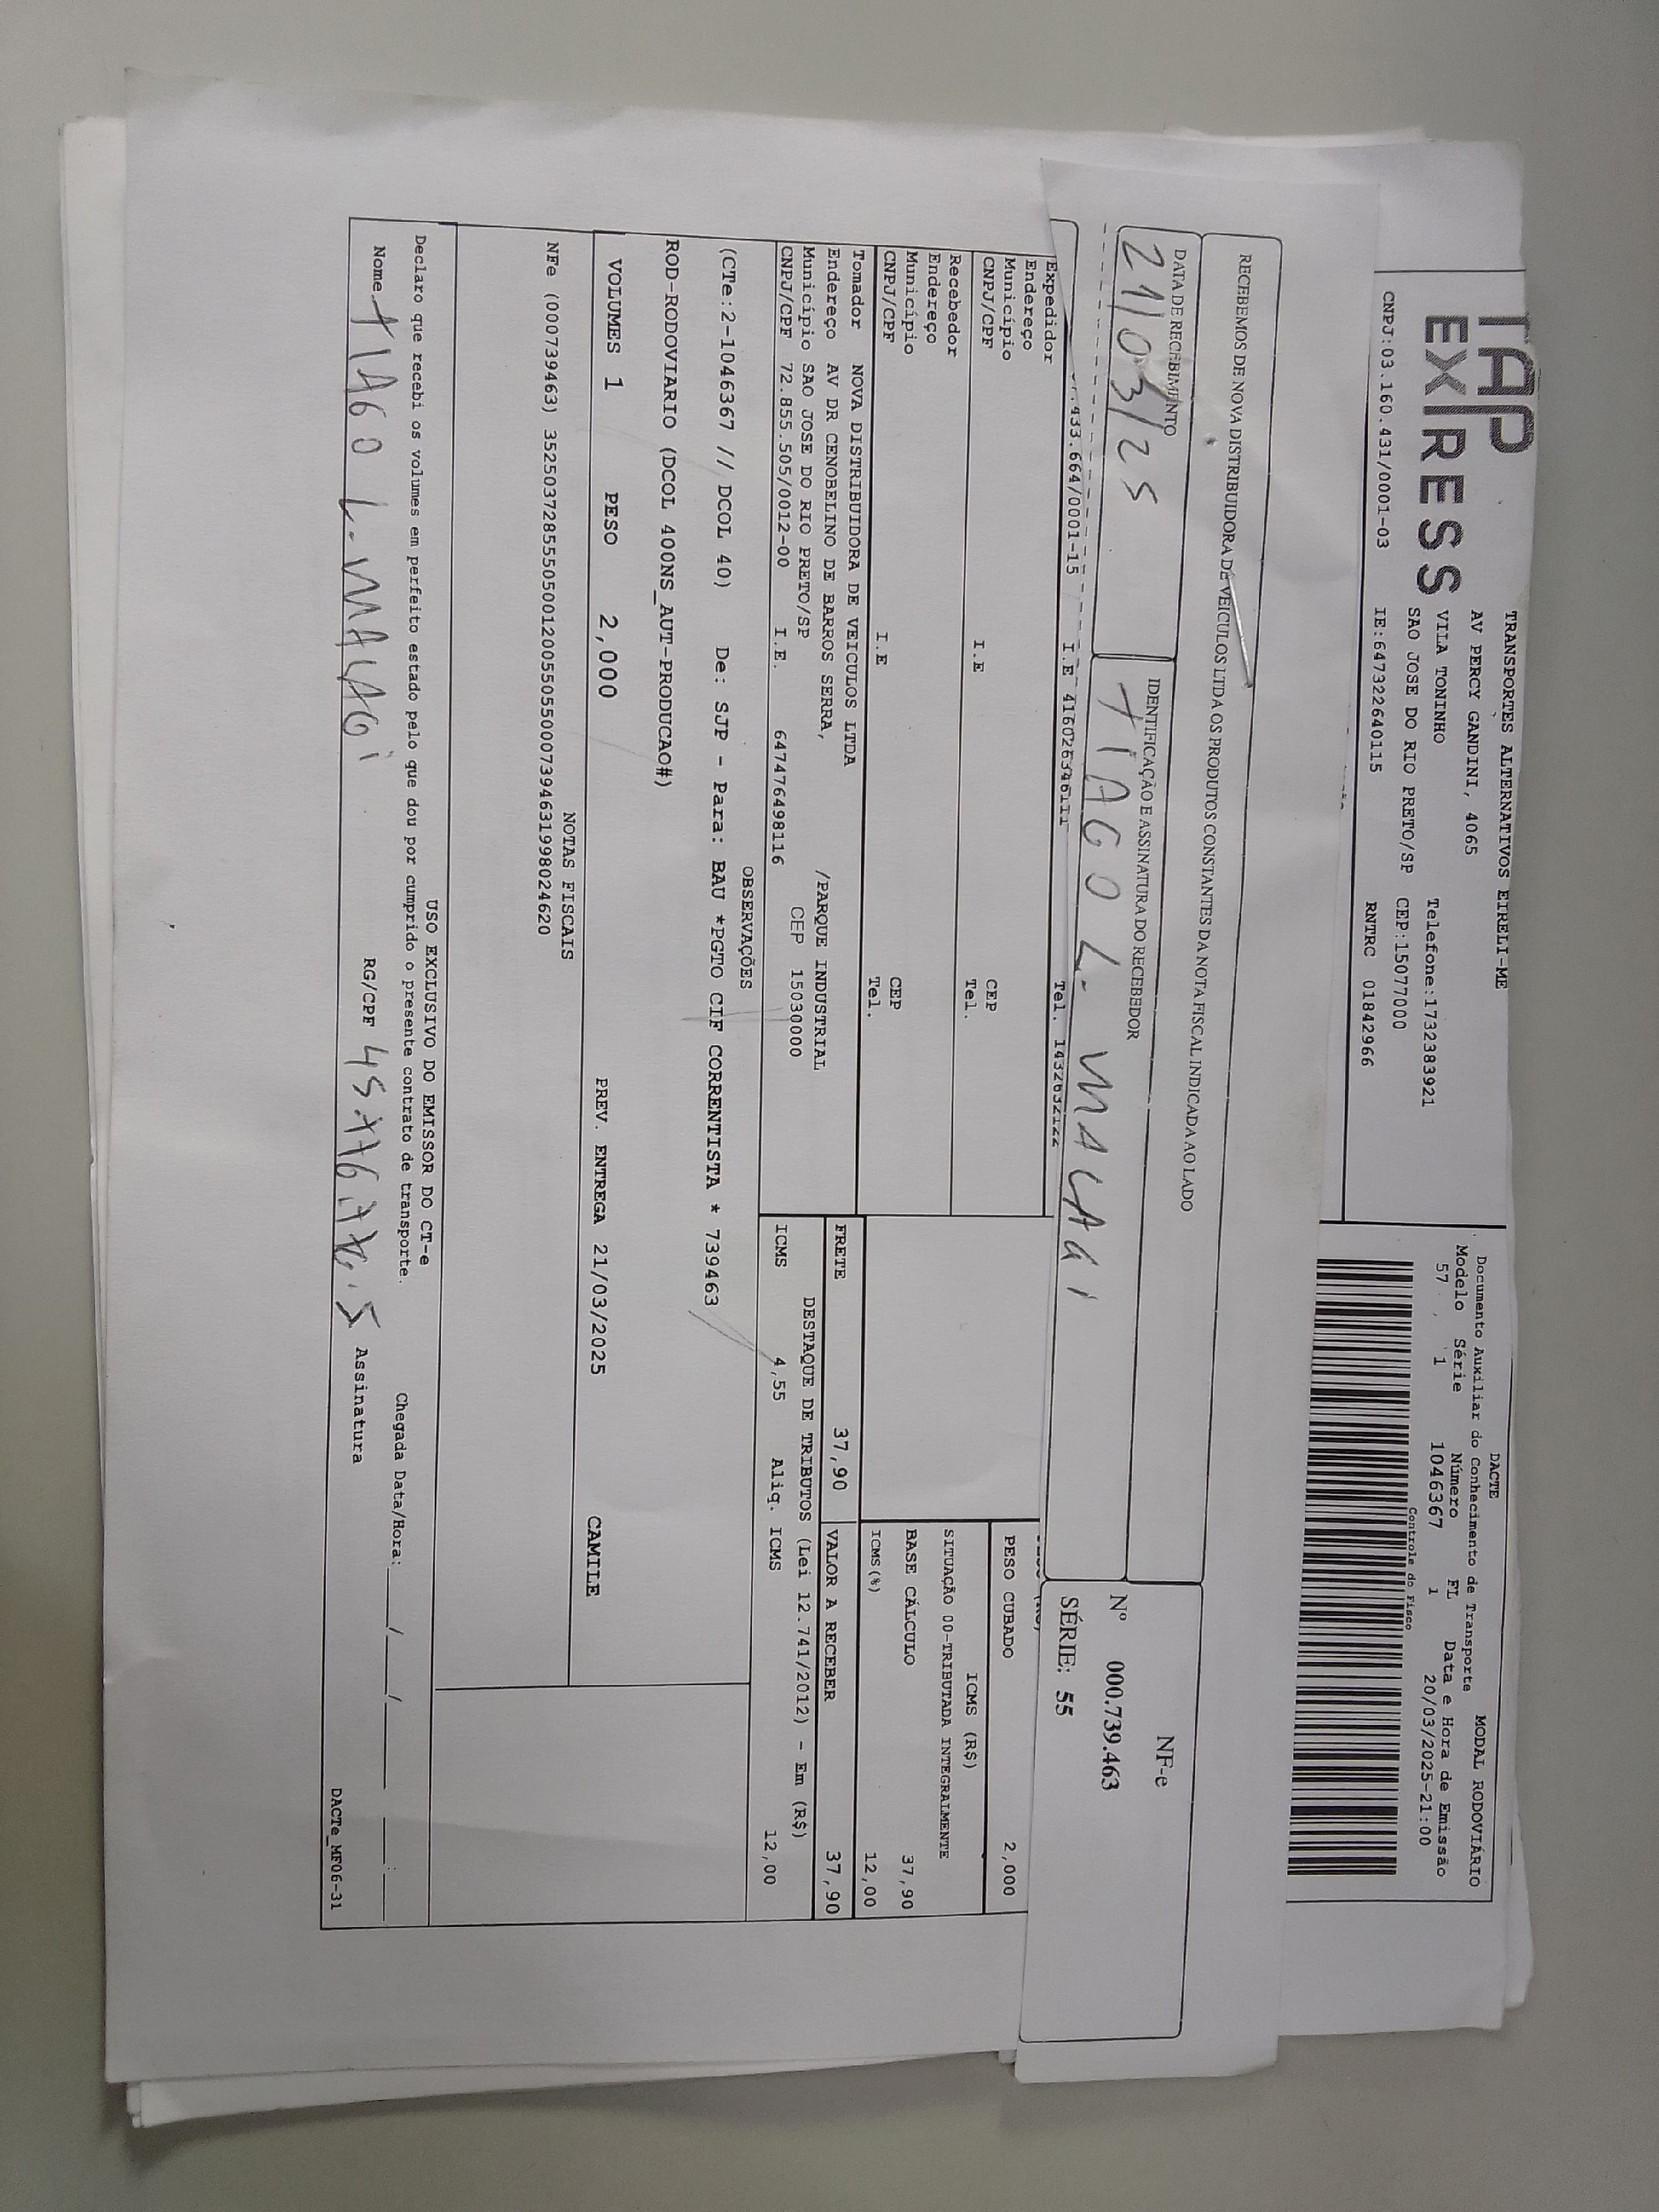 TAP
EXPRESS
CNPJ:03.160.431/0001-03
TRANSPORTES ALTERNATIVOS EIRELI-ME
AV PERCY GANDINI, 4065
VILA TONINHO
SAO JOSE DO RIO PRETO/SP
IE:647322640115
Telefone:1732383921
CEP:15077000
RNTRC 01842966
DACTE
Documento Auxiliar do Conhecimento de Transporte
MODAL RODOVIÁRIO
Modelo Série Número FL Data e Hora de Emissão
57 1 1046367 1 20/03/2025-21:00
Controle do Fisco
RECEBEMOS DE NOVA DISTRIBUIDORA DE VEICULOS LTDA OS PRODUTOS CONSTANTES DA NOTA FISCAL INDICADA AO LADO
DATA DE RECEBIMENTO
21/03/25
IDENTIFICAÇÃO E ASSINATURA DO RECEBEDOR
TIAGO L.
NF-e
Nº 000.739.463
SÉRIE: 55
.433.664/0001-15 I.E 416026346111 Tel. 1432632122
Expedidor
Endereço
Município CEP
CNPJ/CPF I.E Tel.
Recebedor
Endereço
Município CEP
CNPJ/CPF I.E Tel.
Tomador NOVA DISTRIBUIDORA DE VEICULOS LTDA
Endereço AV DR CENOBELINO DE BARROS SERRA, /PARQUE INDUSTRIAL
Município SAO JOSE DO RIO PRETO/SP CEP 15030000
CNPJ/CPF 72.855.505/0012-00 I.E. 647476498116
PESO CUBADO 2,000
ICMS (R$)
SITUAÇÃO 00-TRIBUTADA INTEGRALMENTE
BASE CÁLCULO 37,90
ICMS(%) 12,00
FRETE 37,90 VALOR A RECEBER 37,90
DESTAQUE DE TRIBUTOS (Lei 12.741/2012) - Em (R$)
ICMS 4,55 Aliq. ICMS 12,00
OBSERVAÇÕES
(CTe:2-1046367 // DCOL 40) De: SJP - Para: BAU *PGTO CIF CORRENTISTA * 739463
ROD-RODOVIARIO (DCOL 400NS_AUT-PRODUCAO#)
VOLUMES 1 PESO 2,000 PREV. ENTREGA 21/03/2025 CAMILE
NOTAS FISCAIS
NFe (000739463) 35250372855505001200550550007394631998024620
USO EXCLUSIVO DO EMISSOR DO CT-e
Declaro que recebi os volumes em perfeito estado pelo que dou por cumprido o presente contrato de transporte.
Chegada Data/Hora: / / :
Nome TIAGO L. RG/CPF Assinatura
DACTe_MF06-31